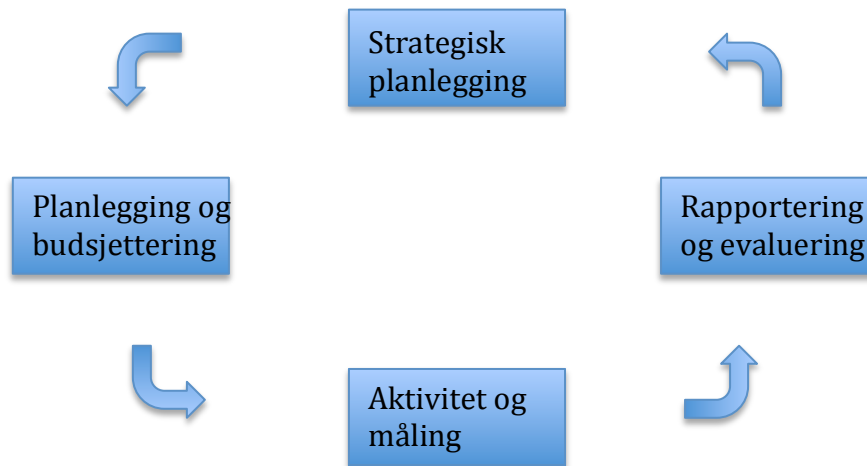 Strategisk
planlegging
Planlegging og
budsjettering
Rapportering
og evaluering
Aktivitet og
måling